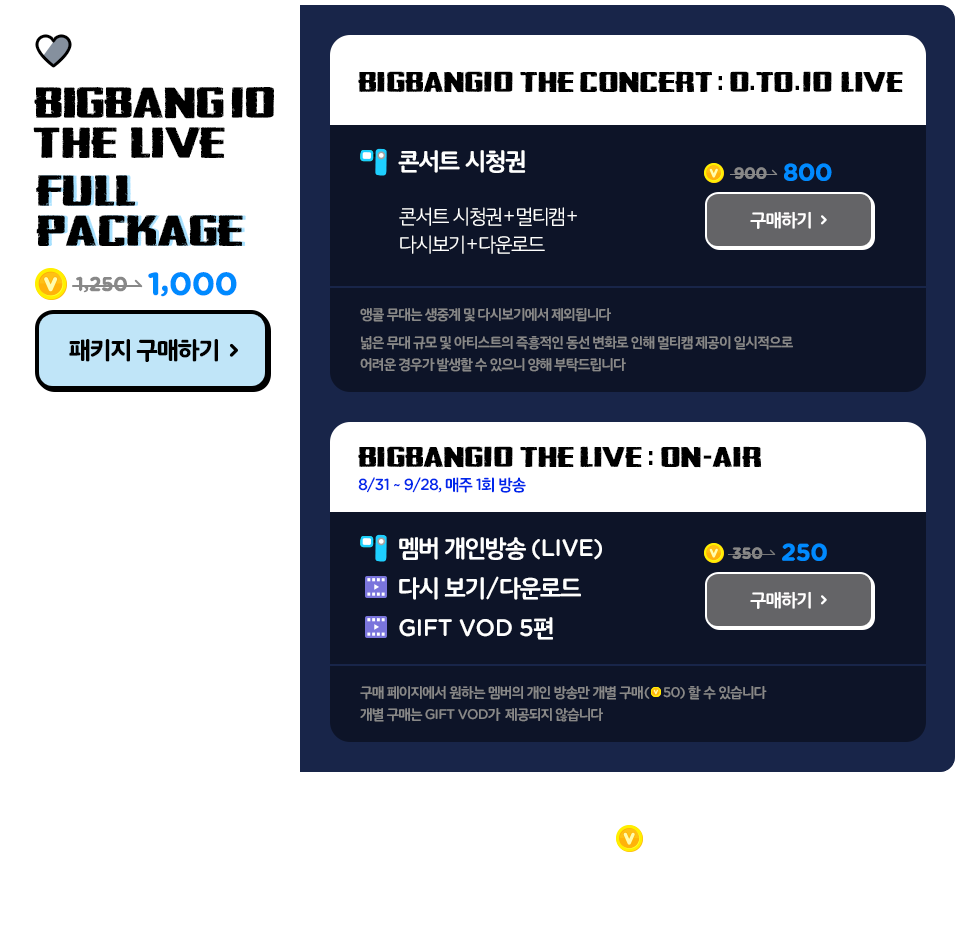 BIGBANG10
THE LIVE
FULL
PACKAGE
V 1,250 1,000
패키지 구매하기 >
BIGBANG10 THE CONCERT : 0.TO.10 LIVE
콘서트 시청권
콘서트 시청권+멀티캠+
다시보기+다운로드
V 900 800
구매하기 >
앵콜 무대는 생중계 및 다시보기에서 제외됩니다
넓은 무대 규모 및 아티스트의 즉흥적인 동선 변화로 인해 멀티캠 제공이 일시적으로
어려운 경우가 발생할 수 있으니 양해 부탁드립니다
BIGBANG10 THE LIVE : ON-AIR
8/31 ~ 9/28, 매주 1회 방송
멤버 개인방송 (LIVE)
다시 보기/다운로드
GIFT VOD 5편
V 350 250
구매하기 >
구매 페이지에서 원하는 멤버의 개인 방송만 개별 구매(V50) 할 수 있습니다
개별 구매는 GIFT VOD가 제공되지 않습니다
V